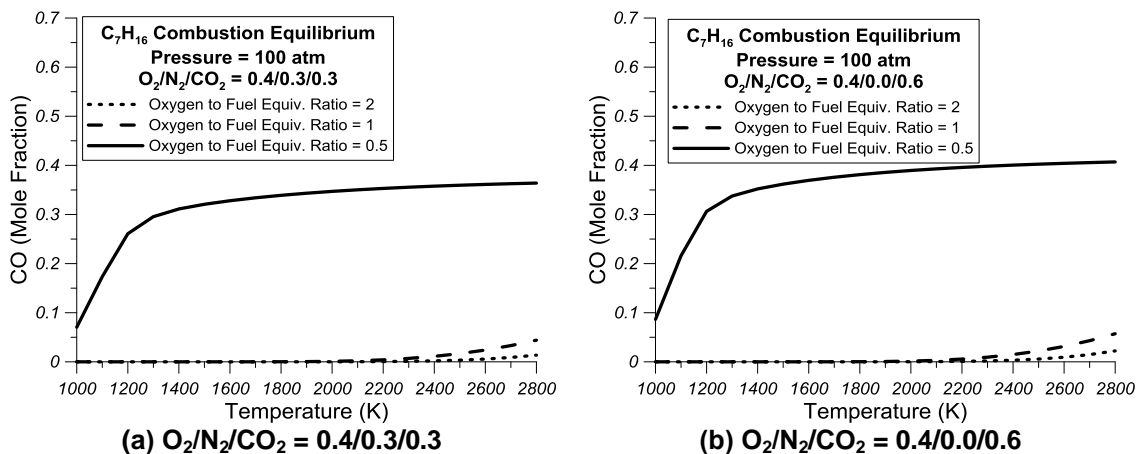 C7H16 Combustion Equilibrium
Pressure = 100 atm
O2/N2/CO2 = 0.4/0.3/0.3
Oxygen to Fuel Equiv. Ratio = 2
Oxygen to Fuel Equiv. Ratio = 1
Oxygen to Fuel Equiv. Ratio = 0.5
CO (Mole Fraction)
0.7
0.6
0.5
0.4
0.3
0.2
0.1
0
1000 1200 1400 1600 1800 2000 2200 2400 2600 2800
Temperature (K)
(a) O2/N2/CO2 = 0.4/0.3/0.3
C7H16 Combustion Equilibrium
Pressure = 100 atm
O2/N2/CO2 = 0.4/0.0/0.6
Oxygen to Fuel Equiv. Ratio = 2
Oxygen to Fuel Equiv. Ratio = 1
Oxygen to Fuel Equiv. Ratio = 0.5
CO (Mole Fraction)
0.7
0.6
0.5
0.4
0.3
0.2
0.1
0
1000 1200 1400 1600 1800 2000 2200 2400 2600 2800
Temperature (K)
(b) O2/N2/CO2 = 0.4/0.0/0.6